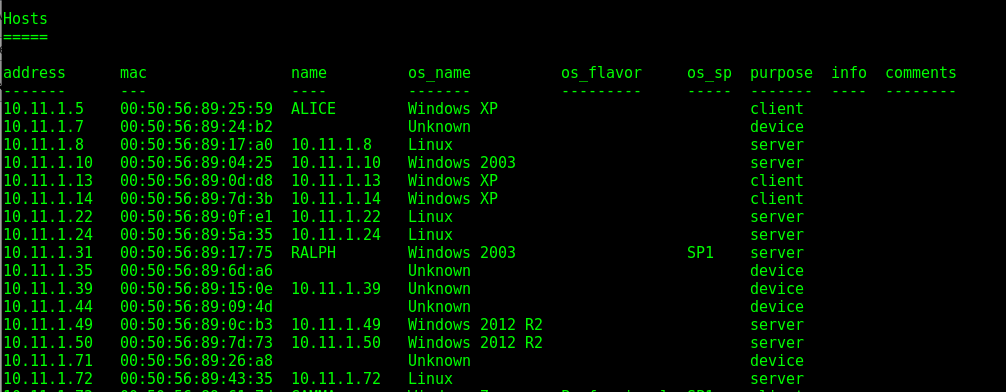 Hosts
=====
address mac name os_name os_flavor os_sp purpose info comments
------- --- ---- ------- --------- ----- ------- ---- --------
10.11.1.5 00:50:56:89:25:59 ALICE Windows XP client
10.11.1.7 00:50:56:89:24:b2 Unknown device
10.11.1.8 00:50:56:89:17:a0 10.11.1.8 Linux server
10.11.1.10 00:50:56:89:04:25 10.11.1.10 Windows 2003 server
10.11.1.13 00:50:56:89:0d:d8 10.11.1.13 Windows XP client
10.11.1.14 00:50:56:89:7d:3b 10.11.1.14 Windows XP client
10.11.1.22 00:50:56:89:0f:e1 10.11.1.22 Linux server
10.11.1.24 00:50:56:89:5a:35 10.11.1.24 Linux server
10.11.1.31 00:50:56:89:17:75 RALPH Windows 2003 SP1 server
10.11.1.35 00:50:56:89:6d:a6 Unknown device
10.11.1.39 00:50:56:89:15:0e 10.11.1.39 Unknown device
10.11.1.44 00:50:56:89:09:4d Unknown device
10.11.1.49 00:50:56:89:0c:b3 10.11.1.49 Windows 2012 R2 server
10.11.1.50 00:50:56:89:7d:73 10.11.1.50 Windows 2012 R2 server
10.11.1.71 00:50:56:89:26:a8 Unknown device
10.11.1.72 00:50:56:89:43:35 10.11.1.72 Linux server